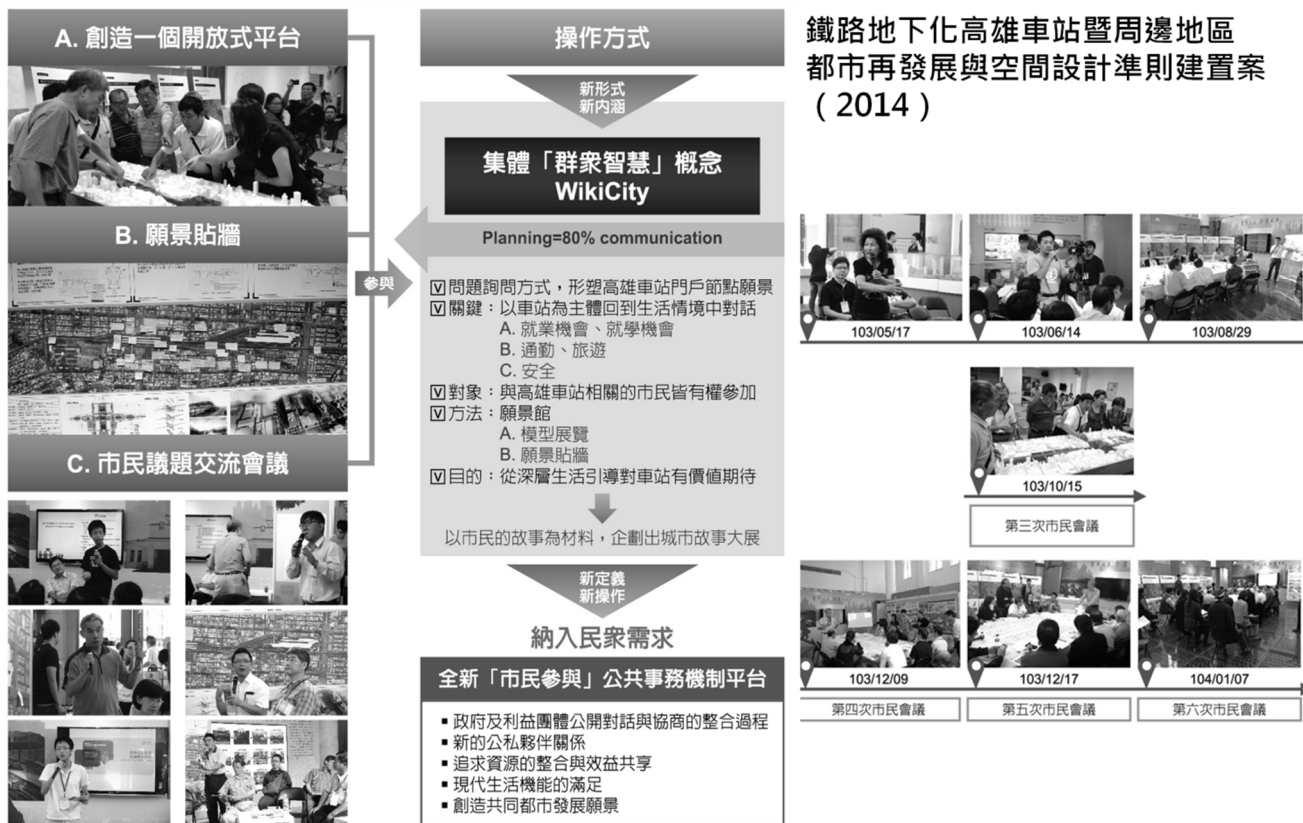 A. 創造一個開放式平台
B. 願景貼牆
C. 市民議題交流會議
參與
操作方式
新形式
新内涵
集體「群衆智慧」概念
WikiCity
Planning=80% communication
問題詢問方式，形塑高雄車站門戶節點願景
關鍵：以車站為主體回到生活情境中對話
A. 就業機會、就學機會
B. 通勤、旅遊
C. 安全
對象：與高雄車站相關的市民皆有權參加
方法：願景館
A. 模型展覽
B. 願景貼牆
目的：從深層生活引導對車站有價值期待
以市民的故事為材料，企劃出城市故事大展
新定義
新操作
納入民衆需求
全新「市民參與」公共事務機制平台
▪ 政府及利益團體公開對話與協商的整合過程
▪ 新的公私夥伴關係
▪ 追求資源的整合與效益共享
▪ 現代生活機能的滿足
▪ 創造共同都市發展願景
鐵路地下化高雄車站暨周邊地區
都市再發展與空間設計準則建置案
（2014）
103/05/17
103/06/14
103/08/29
103/10/15
第三次市民會議
103/12/09
103/12/17
104/01/07
第四次市民會議
第五次市民會議
第六次市民會議